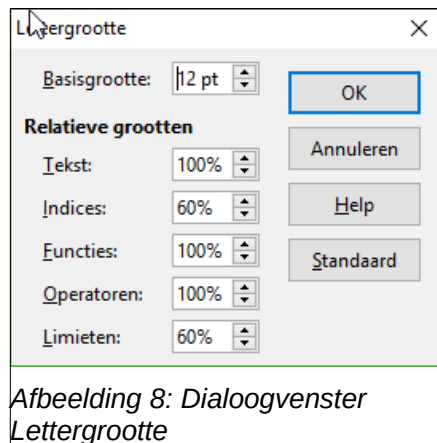 Lettergrootte
Basisgrootte: 12 pt
OK
Relatieve grootten
Annuleren
Tekst: 100%
Indices: 60%
Help
Functies: 100%
Standaard
Operatoren: 100%
Limieten: 60%
Afbeelding 8: Dialoogvenster
Lettergrootte